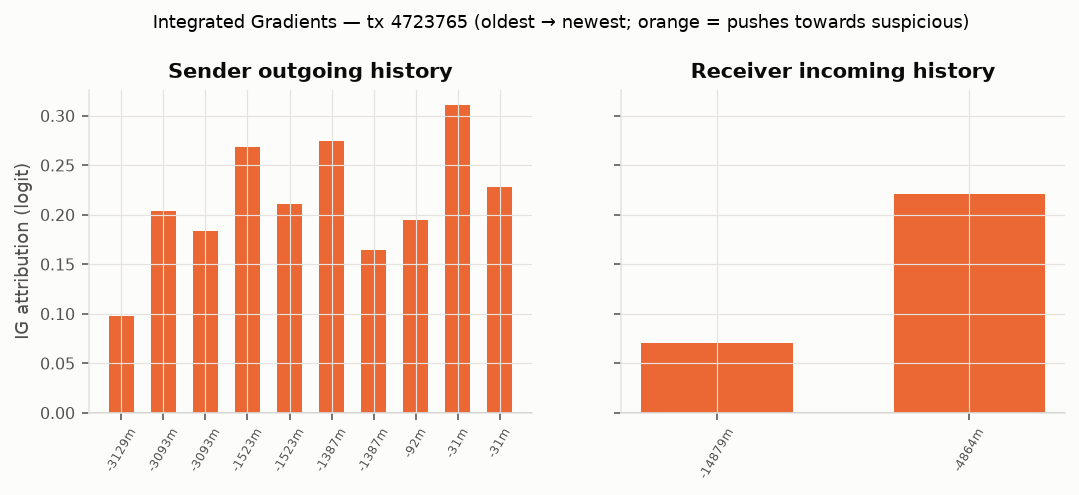 Integrated Gradients — tx 4723765 (oldest → newest; orange = pushes towards suspicious)
Sender outgoing history
Receiver incoming history
IG attribution (logit)
0.30
0.25
0.20
0.15
0.10
0.05
0.00
-3129m
-3093m
-3093m
-1523m
-1523m
-1387m
-1387m
-92m
-31m
-31m
-14879m
-4864m